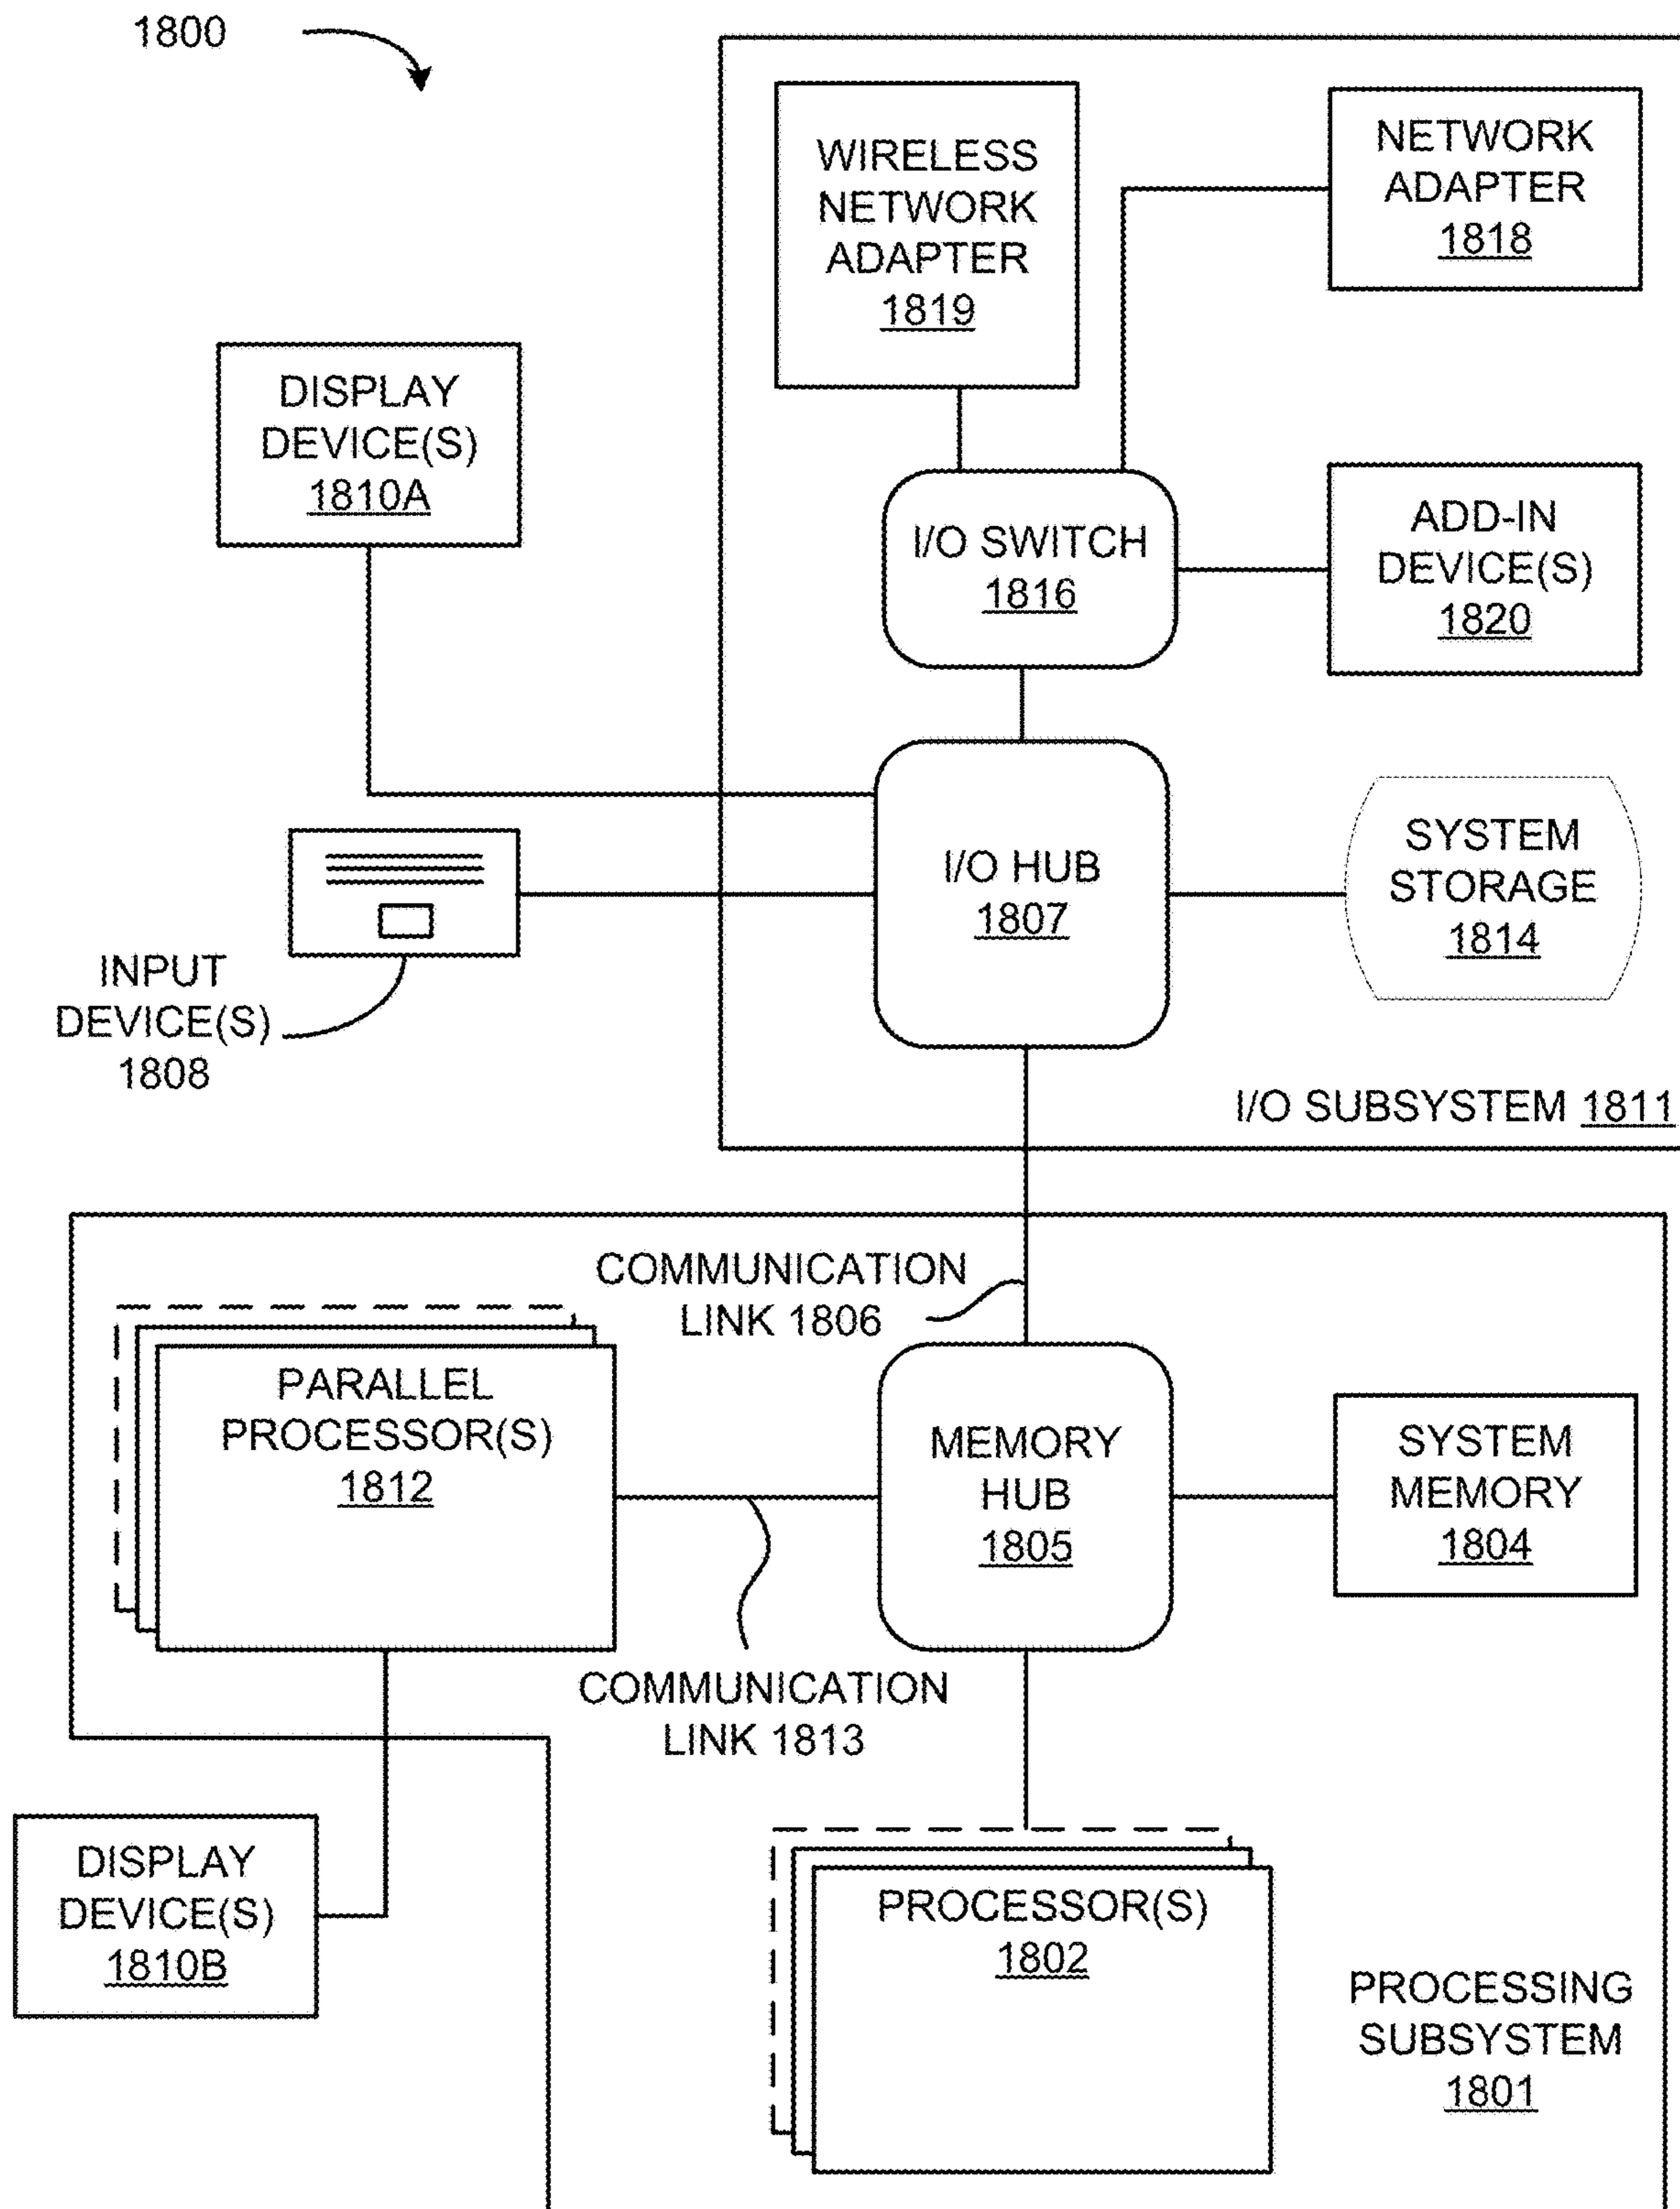 1800
WIRELESS
NETWORK
ADAPTER
1819
NETWORK
ADAPTER
1818
DISPLAY
DEVICE(S)
1810A
I/O SWITCH
1816
ADD-IN
DEVICE(S)
1820
I/O HUB
1807
SYSTEM
STORAGE
1814
INPUT
DEVICE(S)
1808
I/O SUBSYSTEM 1811
COMMUNICATION
LINK 1806
PARALLEL
PROCESSOR(S)
1812
MEMORY
HUB
1805
SYSTEM
MEMORY
1804
COMMUNICATION
LINK 1813
DISPLAY
DEVICE(S)
1810B
PROCESSOR(S)
1802
PROCESSING
SUBSYSTEM
1801